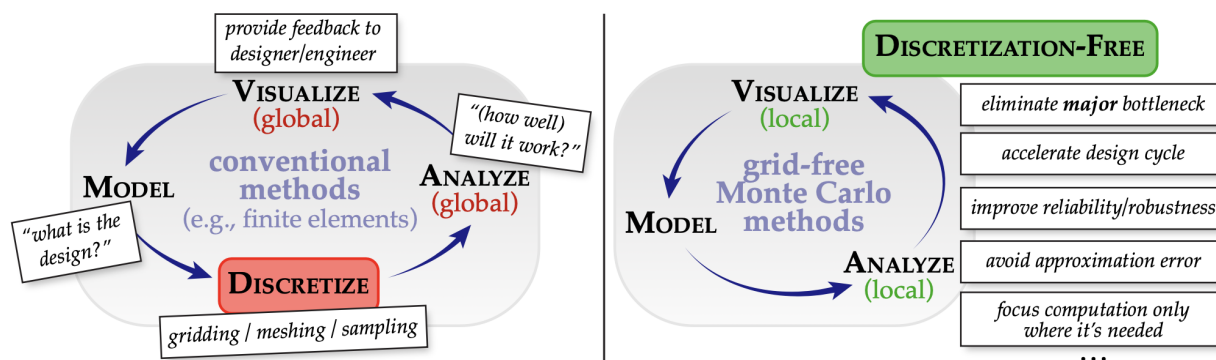 provide feedback to
designer/engineer
VISUALIZE
(global)
"(how well)
will it work?"
conventional
methods
(e.g., finite elements)
MODEL
ANALYZE
(global)
"what is the
design?"
DISCRETIZE
gridding / meshing / sampling
DISCRETIZATION-FREE
VISUALIZE
(local)
grid-free
Monte Carlo
methods
MODEL
ANALYZE
(local)
eliminate major bottleneck
accelerate design cycle
improve reliability/robustness
avoid approximation error
focus computation only
where it's needed
...